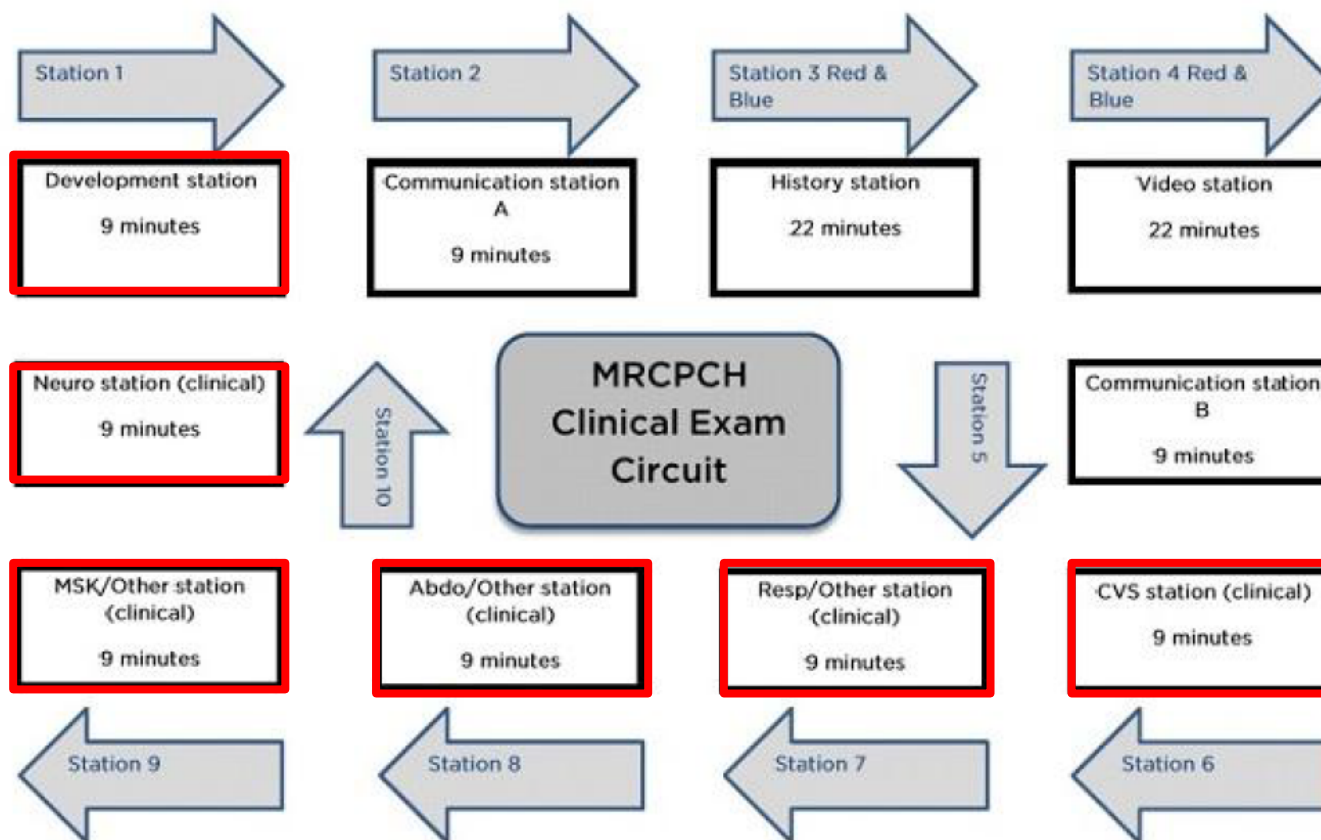 Station 1
Station 2
Station 3 Red &
Blue
Station 4 Red &
Blue
Development station
9 minutes
Communication station
A
9 minutes
History station
22 minutes
Video station
22 minutes
Neuro station (clinical)
9 minutes
Station 10
MRCPCH
Clinical Exam
Circuit
Station 5
Communication station
B
9 minutes
MSK/Other station
(clinical)
9 minutes
Abdo/Other station
(clinical)
9 minutes
Resp/Other station
(clinical)
9 minutes
CVS station (clinical)
9 minutes
Station 9
Station 8
Station 7
Station 6